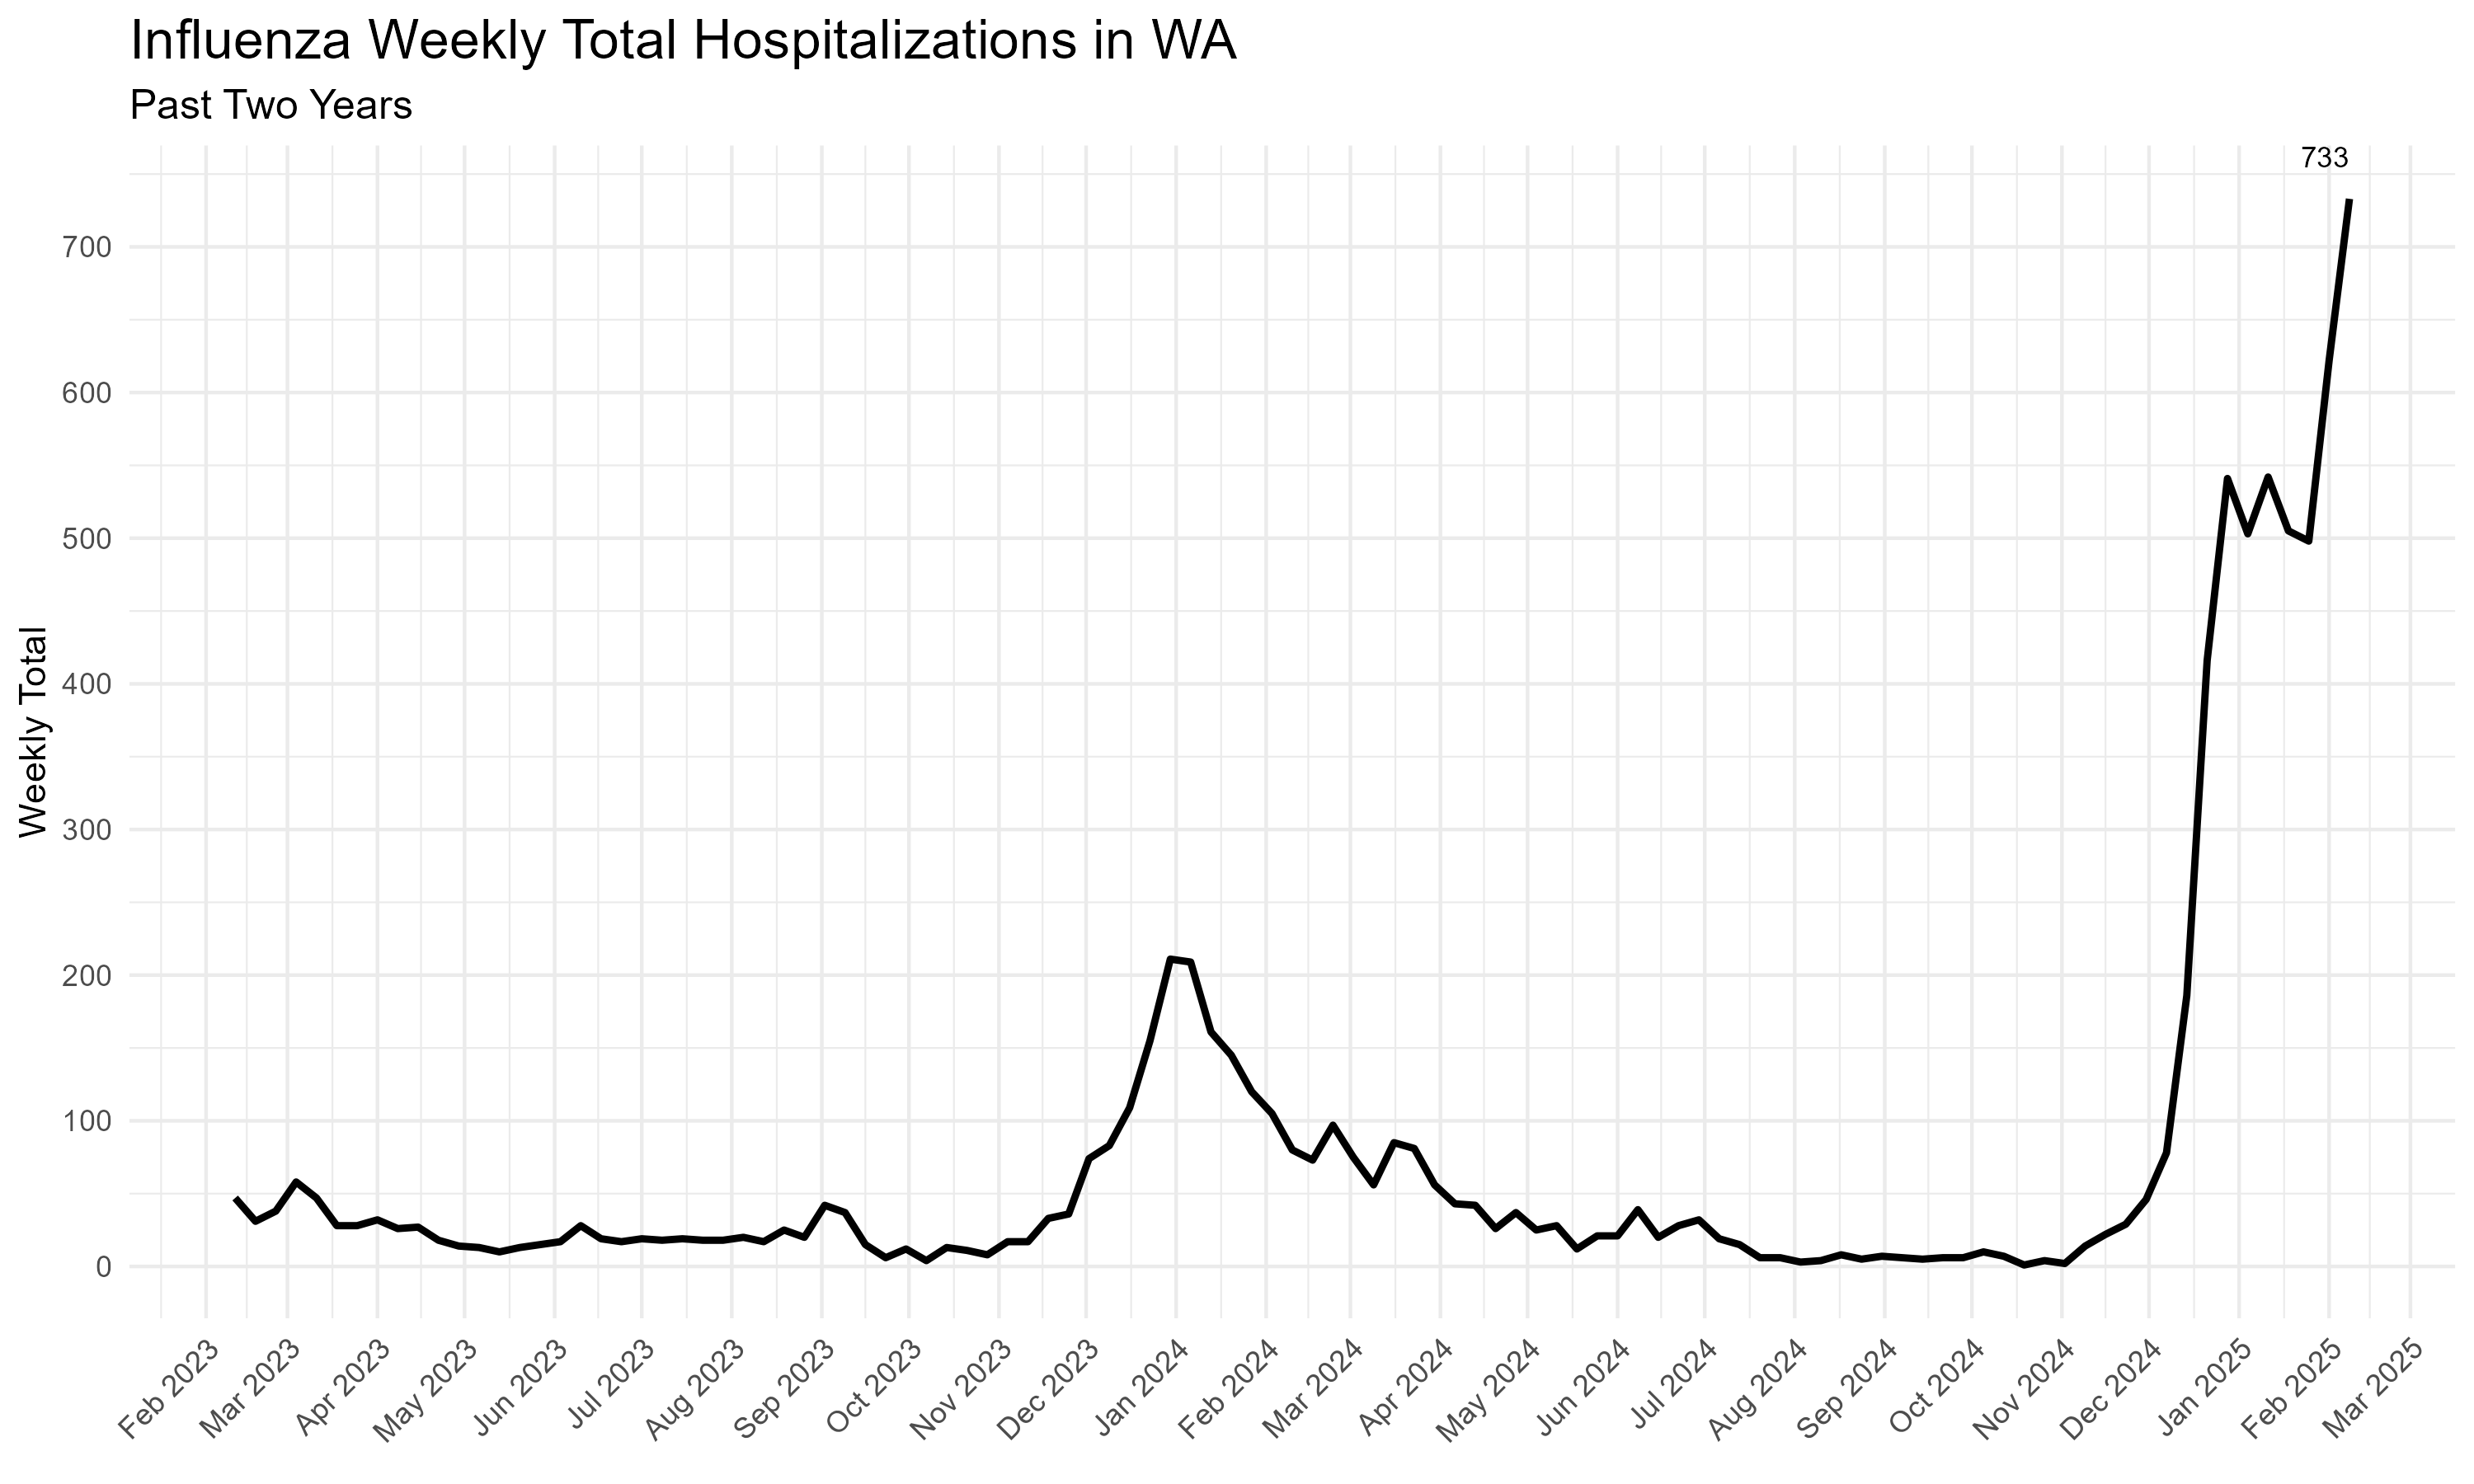 Influenza Weekly Total Hospitalizations in WA
Past Two Years
733
700
600
500
400
300
200
100
0
Weekly Total
Feb 2023
Mar 2023
Apr 2023
May 2023
Jun 2023
Jul 2023
Aug 2023
Sep 2023
Oct 2023
Nov 2023
Dec 2023
Jan 2024
Feb 2024
Mar 2024
Apr 2024
May 2024
Jun 2024
Jul 2024
Aug 2024
Sep 2024
Oct 2024
Nov 2024
Dec 2024
Jan 2025
Feb 2025
Mar 2025